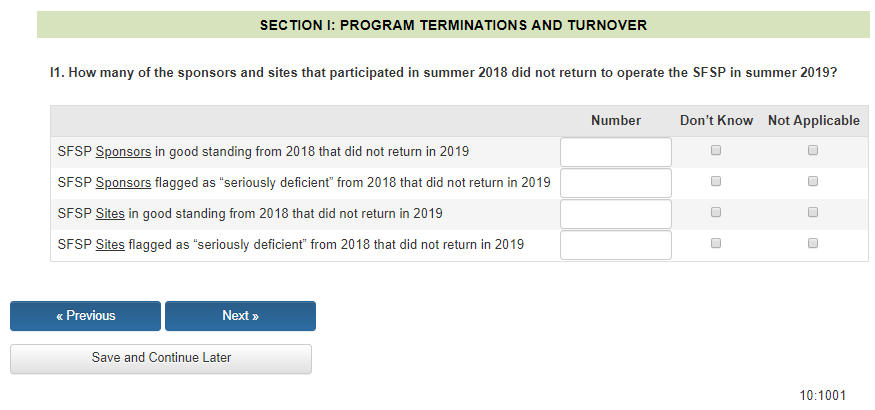 SECTION I: PROGRAM TERMINATIONS AND TURNOVER
I1. How many of the sponsors and sites that participated in summer 2018 did not return to operate the SFSP in summer 2019?
Number Don't Know Not Applicable
SFSP Sponsors in good standing from 2018 that did not return in 2019
SFSP Sponsors flagged as “seriously deficient” from 2018 that did not return in 2019
SFSP Sites in good standing from 2018 that did not return in 2019
SFSP Sites flagged as “seriously deficient” from 2018 that did not return in 2019
« Previous Next »
Save and Continue Later
10:1001